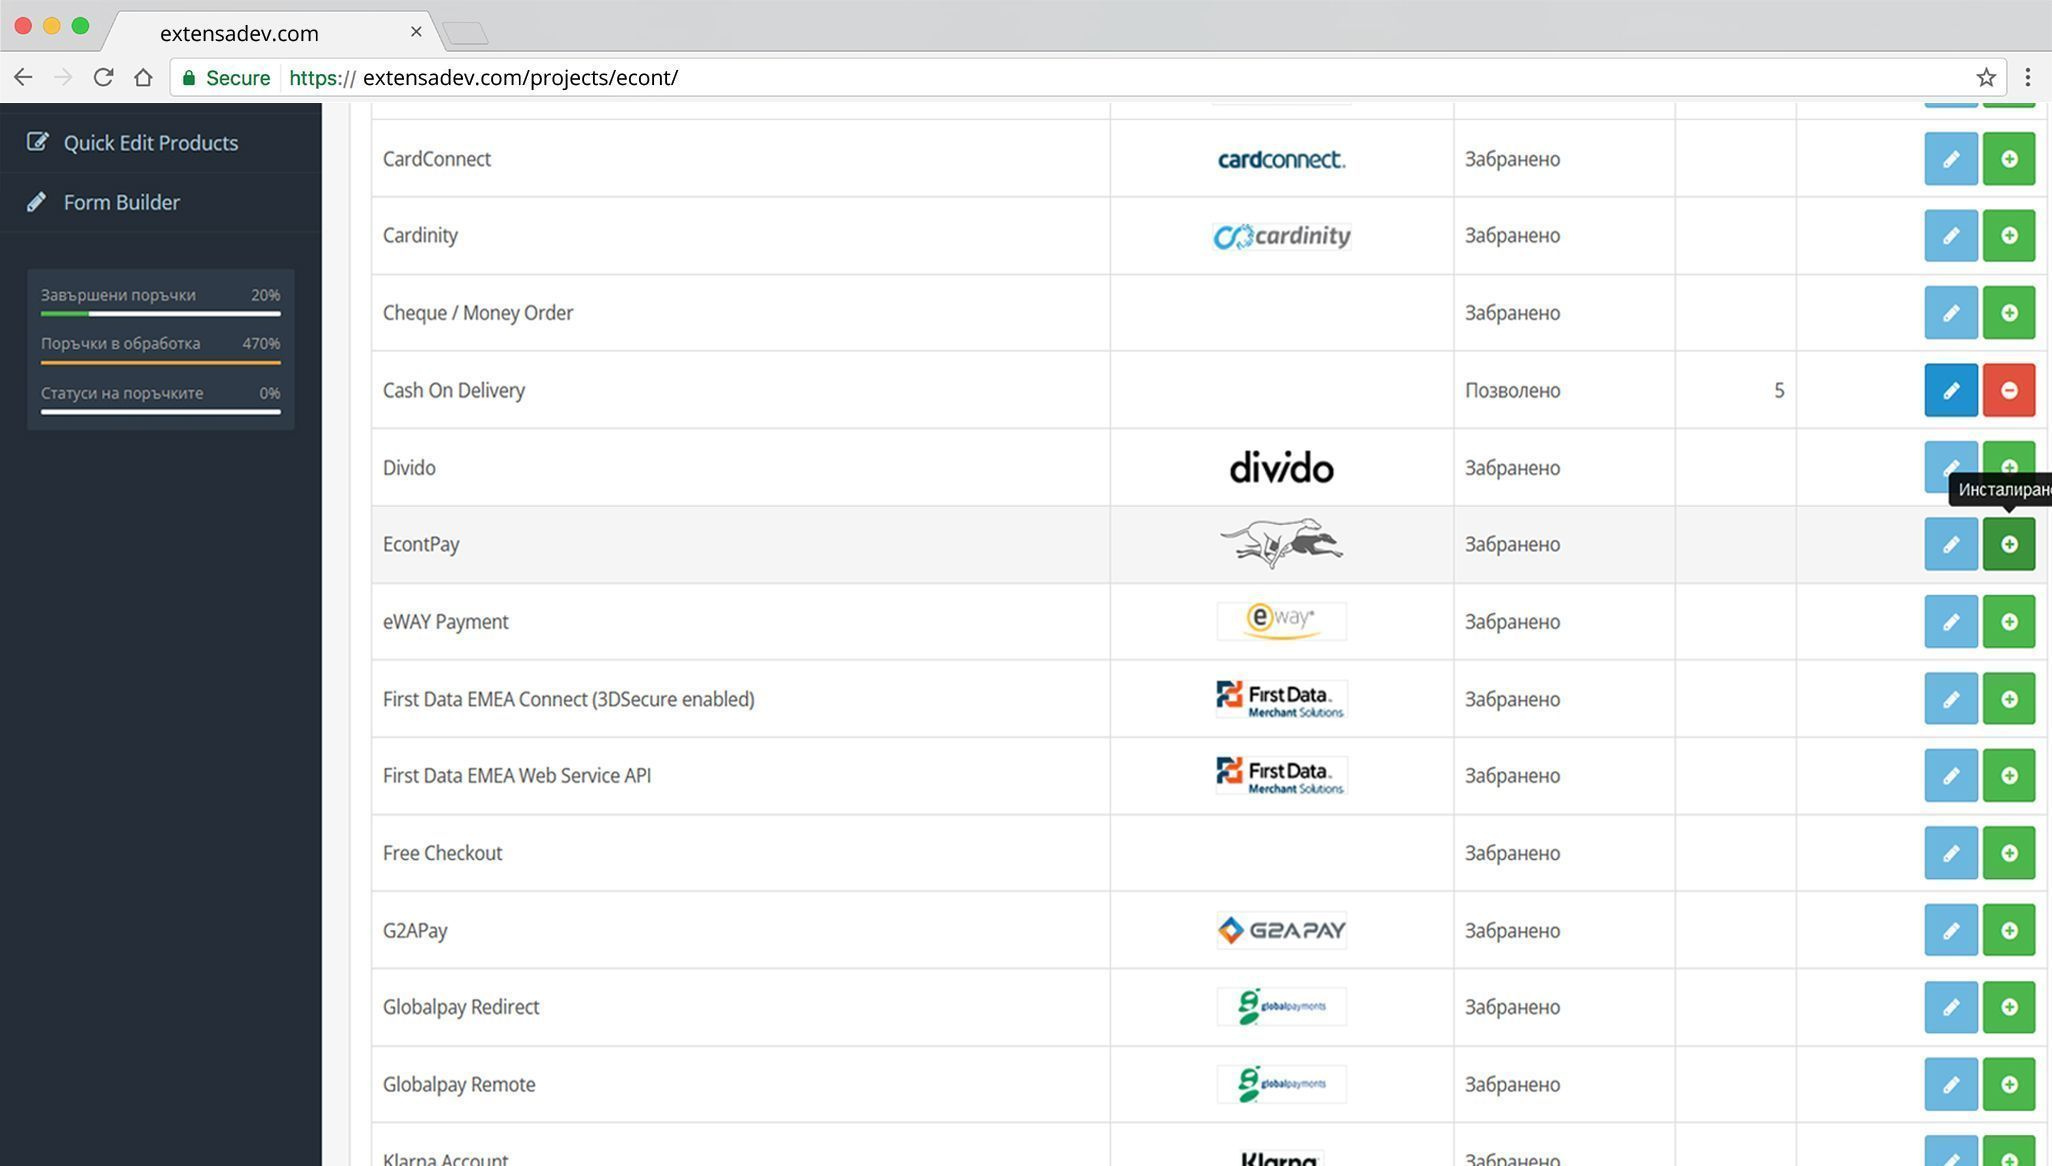 extensadev.com
Secure https:// extensadev.com/projects/econt/
Quick Edit Products
Form Builder
Завършени поръчки 20%
Поръчки в обработка 470%
Статуси на поръчките 0%
CardConnect cardconnect. Забранено
Cardinity cardinity Забранено
Cheque / Money Order Забранено
Cash On Delivery Позволено 5
Divido divido Забранено
Инсталиран
EcontPay Забранено
eWAY Payment eway Забранено
First Data EMEA Connect (3DSecure enabled) First Data. Merchant Solutions. Забранено
First Data EMEA Web Service API First Data. Merchant Solutions. Забранено
Free Checkout Забранено
G2APay G2A PAY Забранено
Globalpay Redirect globalpayments Забранено
Globalpay Remote globalpayments Забранено
Klarna Account Klarna Забранено